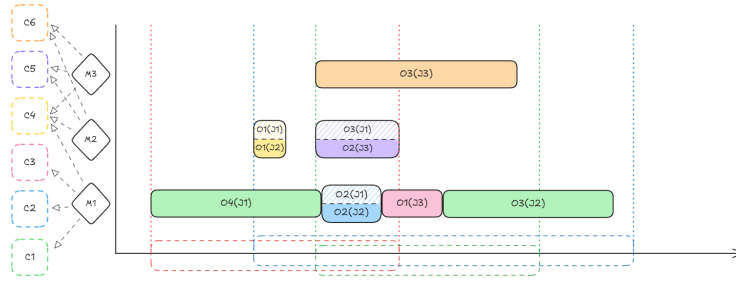 C6
C5
C4
C3
C2
C1
M3
M2
M1
O3(J3)
O1(J1)
O1(J2)
O3(J1)
O2(J3)
O4(J1)
O2(J1)
O2(J2)
O1(J3)
O3(J2)